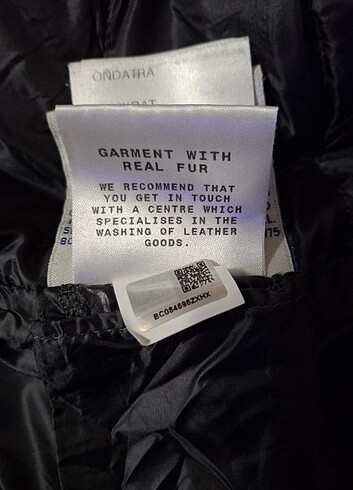 ONDATRA
GARMENT WITH
REAL FUR
WE RECOMMEND THAT
YOU GET IN TOUCH
WITH A CENTRE WHICH
SPECIALISES IN THE
WASHING OF LEATHER
GOODS.
BC084696ZXHX